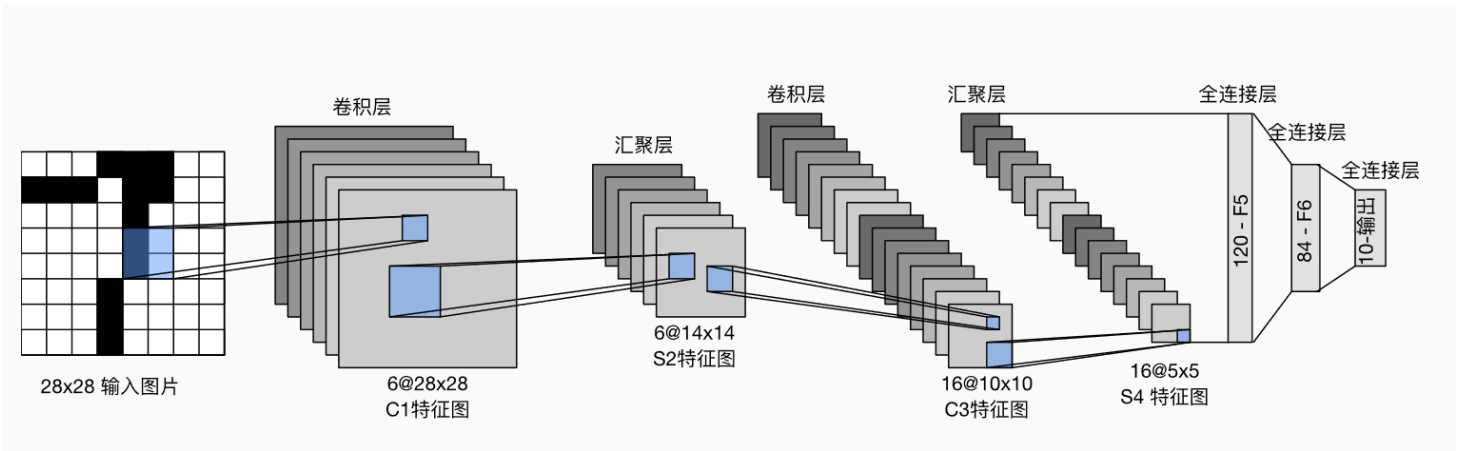 28x28 输入图片
卷积层
6@28x28
C1特征图
汇聚层
6@14x14
S2特征图
卷积层
16@10x10
C3特征图
汇聚层
16@5x5
S4 特征图
全连接层
120 - F5
全连接层
84 - F6
全连接层
10-输出